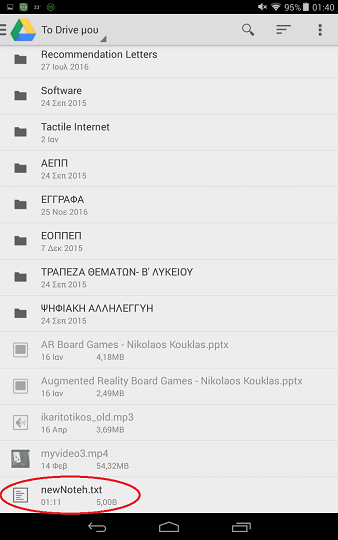 23°
95%
01:40
Το Drive μου
Recommendation Letters
27 Ιουλ 2016
Software
24 Σεπ 2015
Tactile Internet
2 Ιαν
ΑΕΠΠ
24 Σεπ 2015
ΕΓΓΡΑΦΑ
25 Νοε 2016
ΕΟΠΠΕΠ
7 Δεκ 2015
ΤΡΑΠΕΖΑ ΘΕΜΑΤΩΝ- Β' ΛΥΚΕΙΟΥ
24 Σεπ 2015
ΨΗΦΙΑΚΗ ΑΛΛΗΛΕΓΓΥΗ
24 Σεπ 2015
AR Board Games - Nikolaos Kouklas.pptx
16 Ιαν 4,18MB
Augmented Reality Board Games - Nikolaos Kouklas.pptx
16 Ιαν 2,49MB
ikaritotikos_old.mp3
16 Απρ 3,69MB
myvideo3.mp4
14 Φεβ 54,32MB
newNoteh.txt
01:11 5,00B